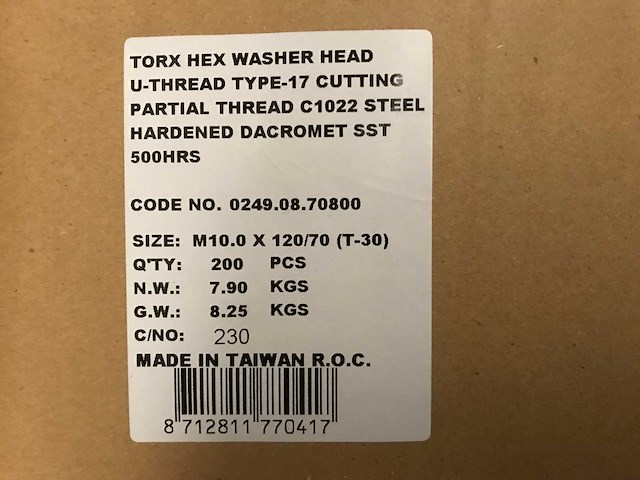 TORX HEX WASHER HEAD
U-THREAD TYPE-17 CUTTING
PARTIAL THREAD C1022 STEEL
HARDENED DACROMET SST
500HRS
CODE NO. 0249.08.70800
SIZE: M10.0 X 120/70 (T-30)
Q'TY: 200 PCS
N.W.: 7.90 KGS
G.W.: 8.25 KGS
C/NO: 230
MADE IN TAIWAN R.O.C.
8 712811 770417